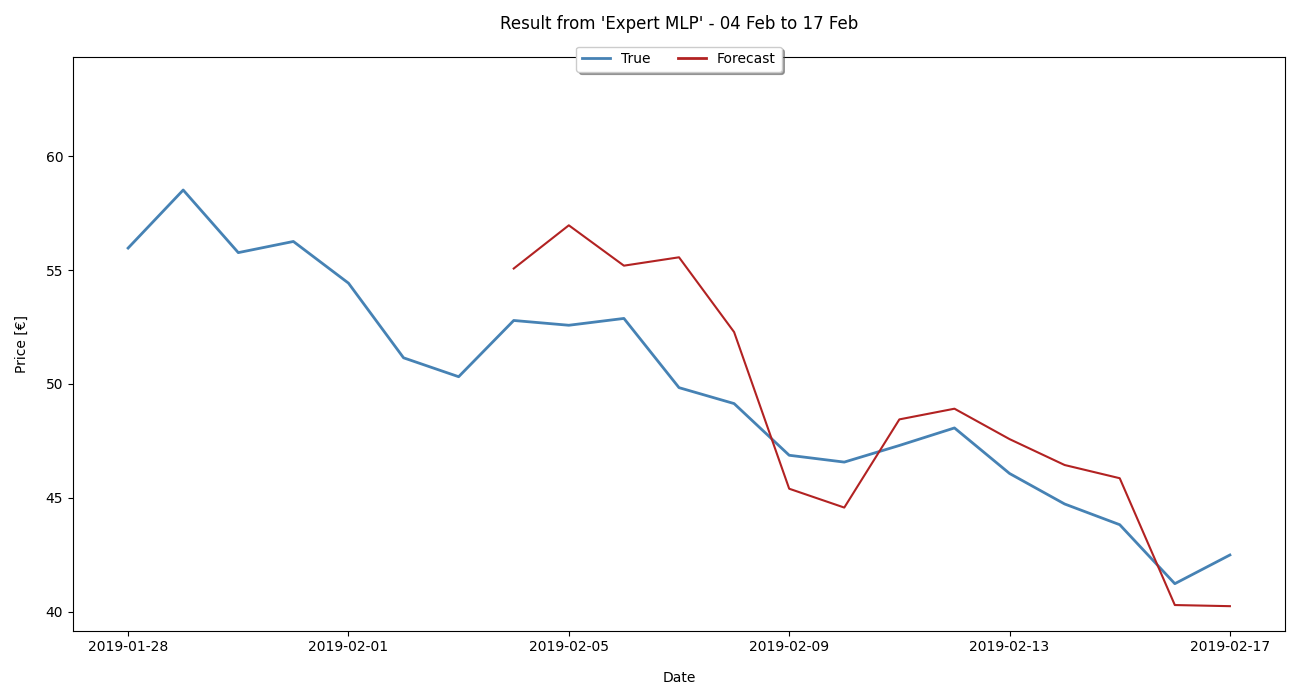 Result from 'Expert MLP' - 04 Feb to 17 Feb
True Forecast
Price [€]
60
55
50
45
40
2019-01-28 2019-02-01 2019-02-05 2019-02-09 2019-02-13 2019-02-17
Date